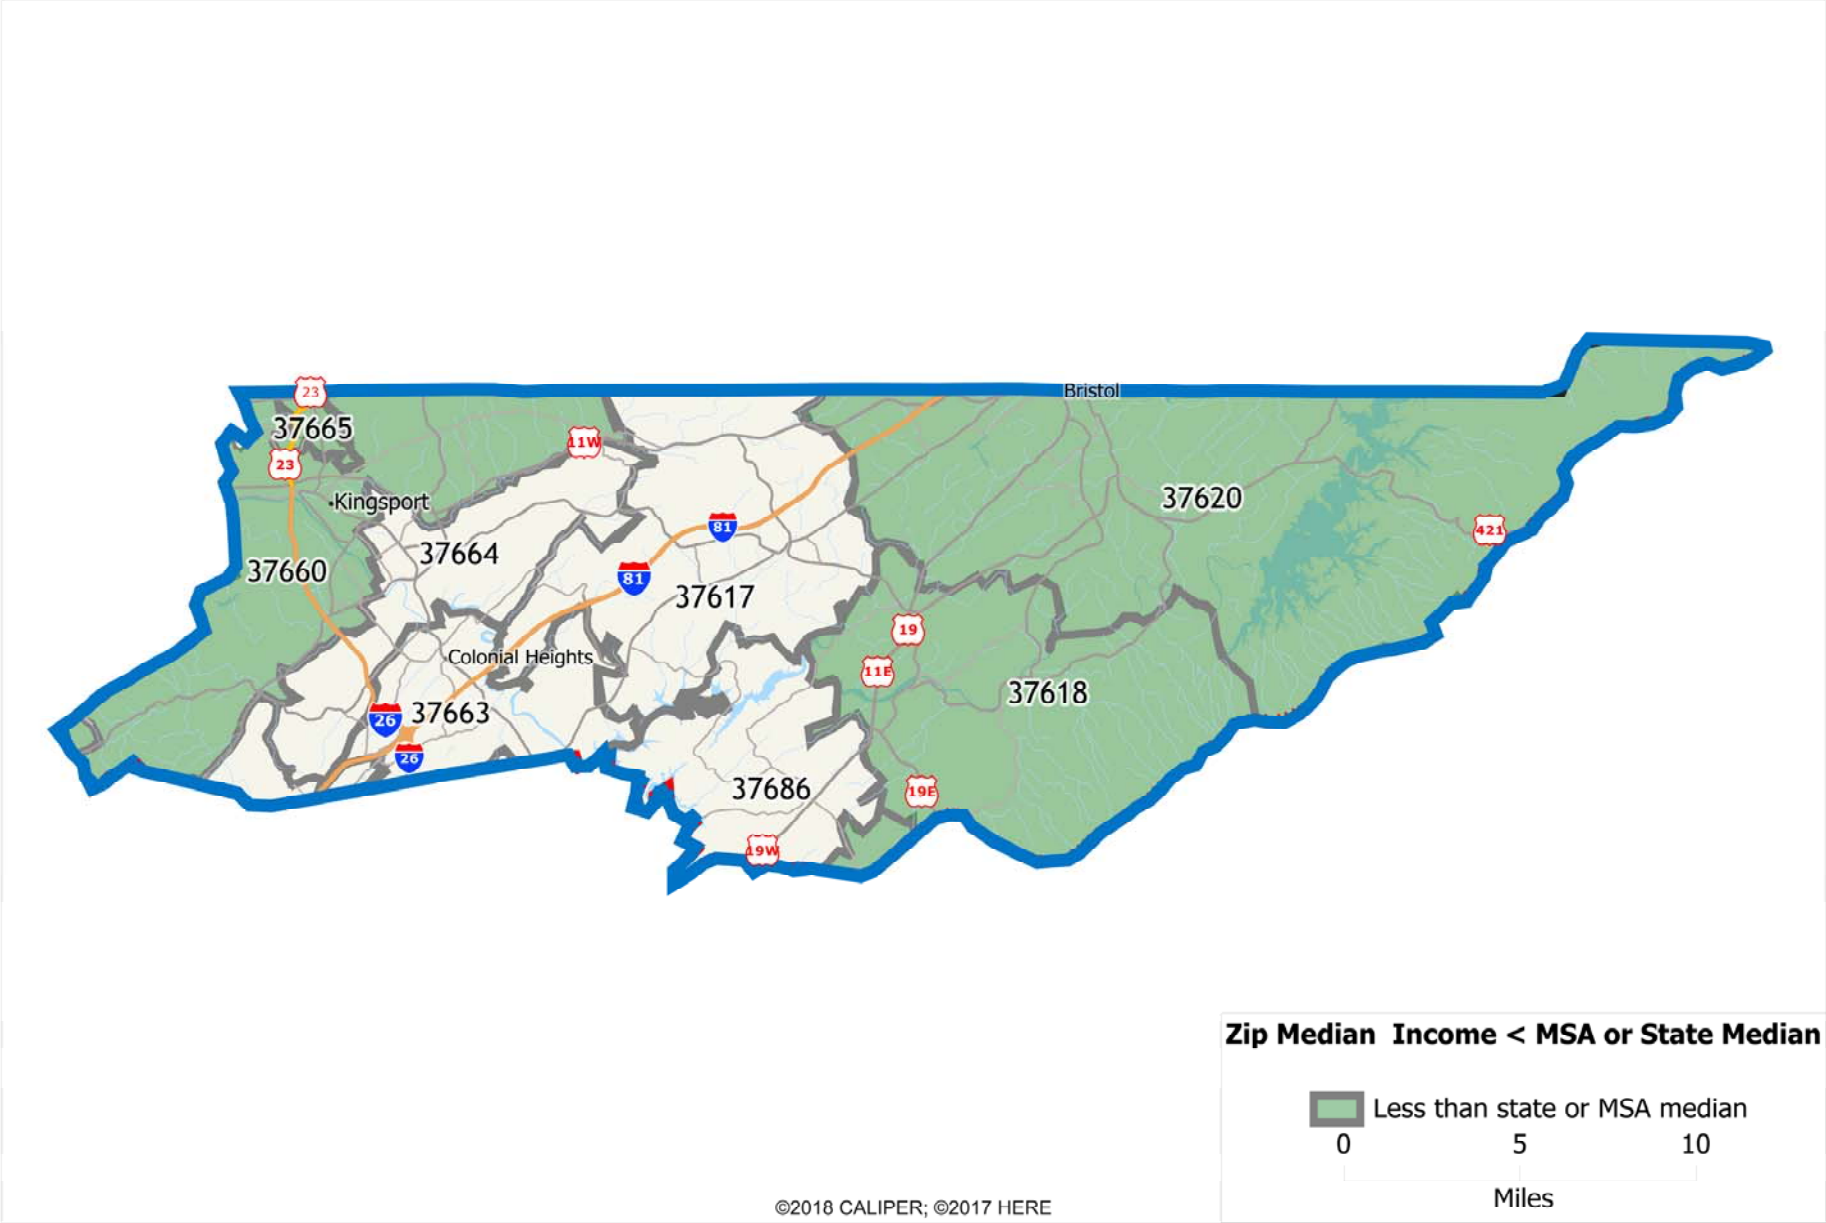 Bristol
23
37665
11W
23
Kingsport
37620
81
421
37664
37660
81
37617
19
Colonial Heights
11E
37618
26
37663
26
37686
19E
19W
Zip Median Income < MSA or State Median
Less than state or MSA median
0 5 10
Miles
©2018 CALIPER; ©2017 HERE